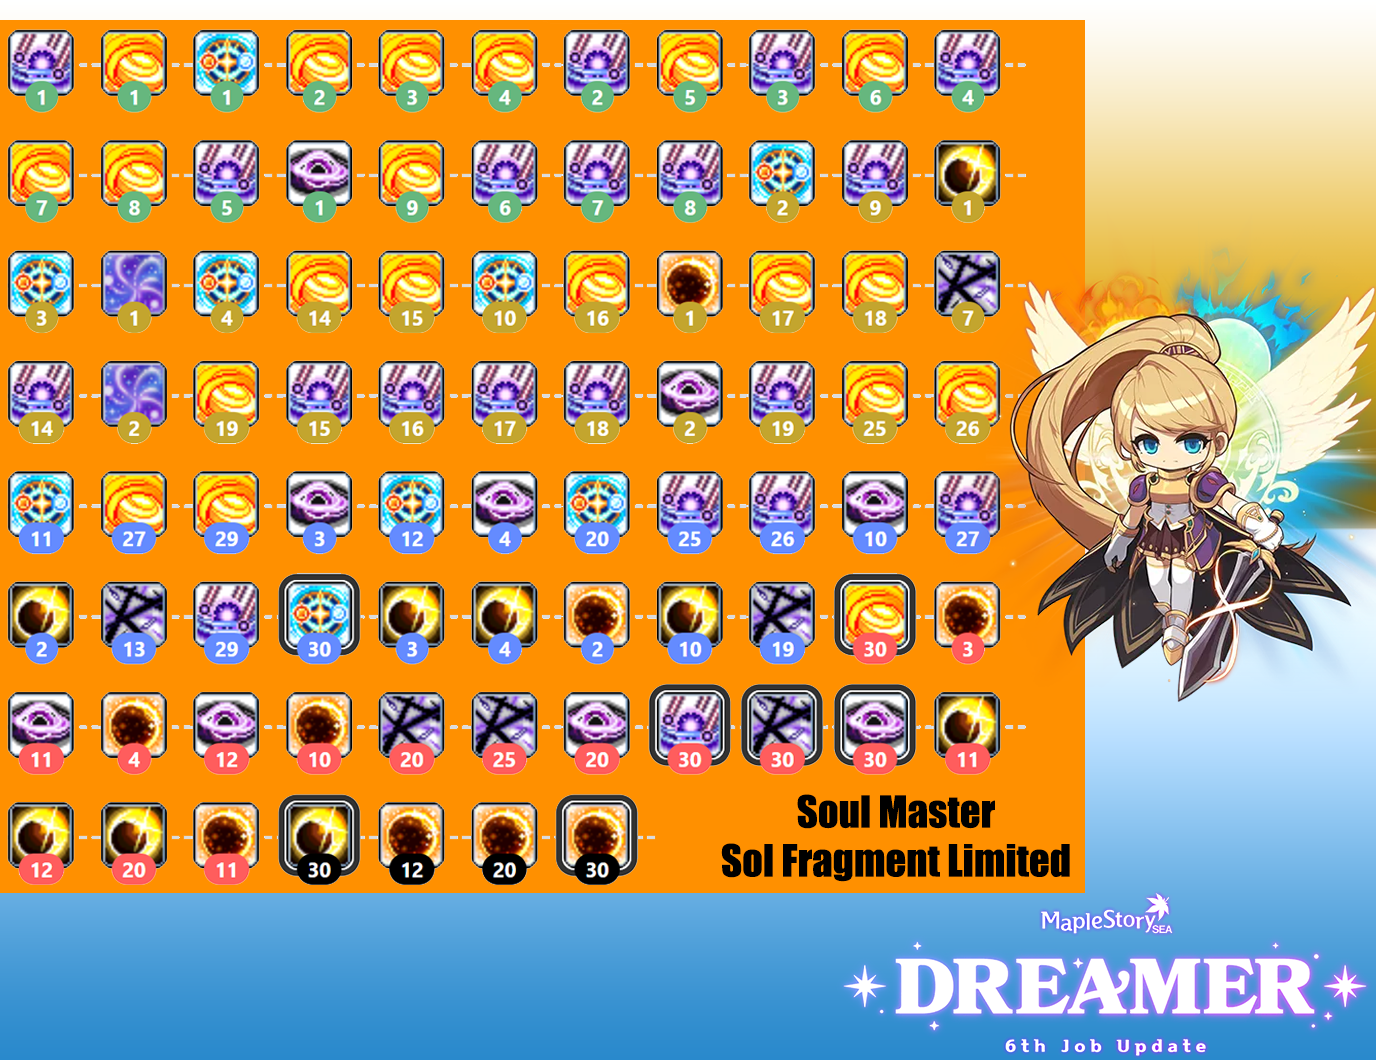 1 1 1 2 3 4 2 5 3 6 4
7 8 5 1 9 6 7 8 2 9 1
3 1 4 14 15 10 16 1 17 18 7
14 2 19 15 16 17 18 2 19 25 26
11 27 29 3 12 4 20 25 26 10 27
2 13 29 30 3 4 2 10 19 30 3
11 4 12 10 20 25 20 30 30 30 11
12 20 11 30 12 20 30
Soul Master
Sol Fragment Limited
MapleStory
SEA
DREAMER
6th Job Update